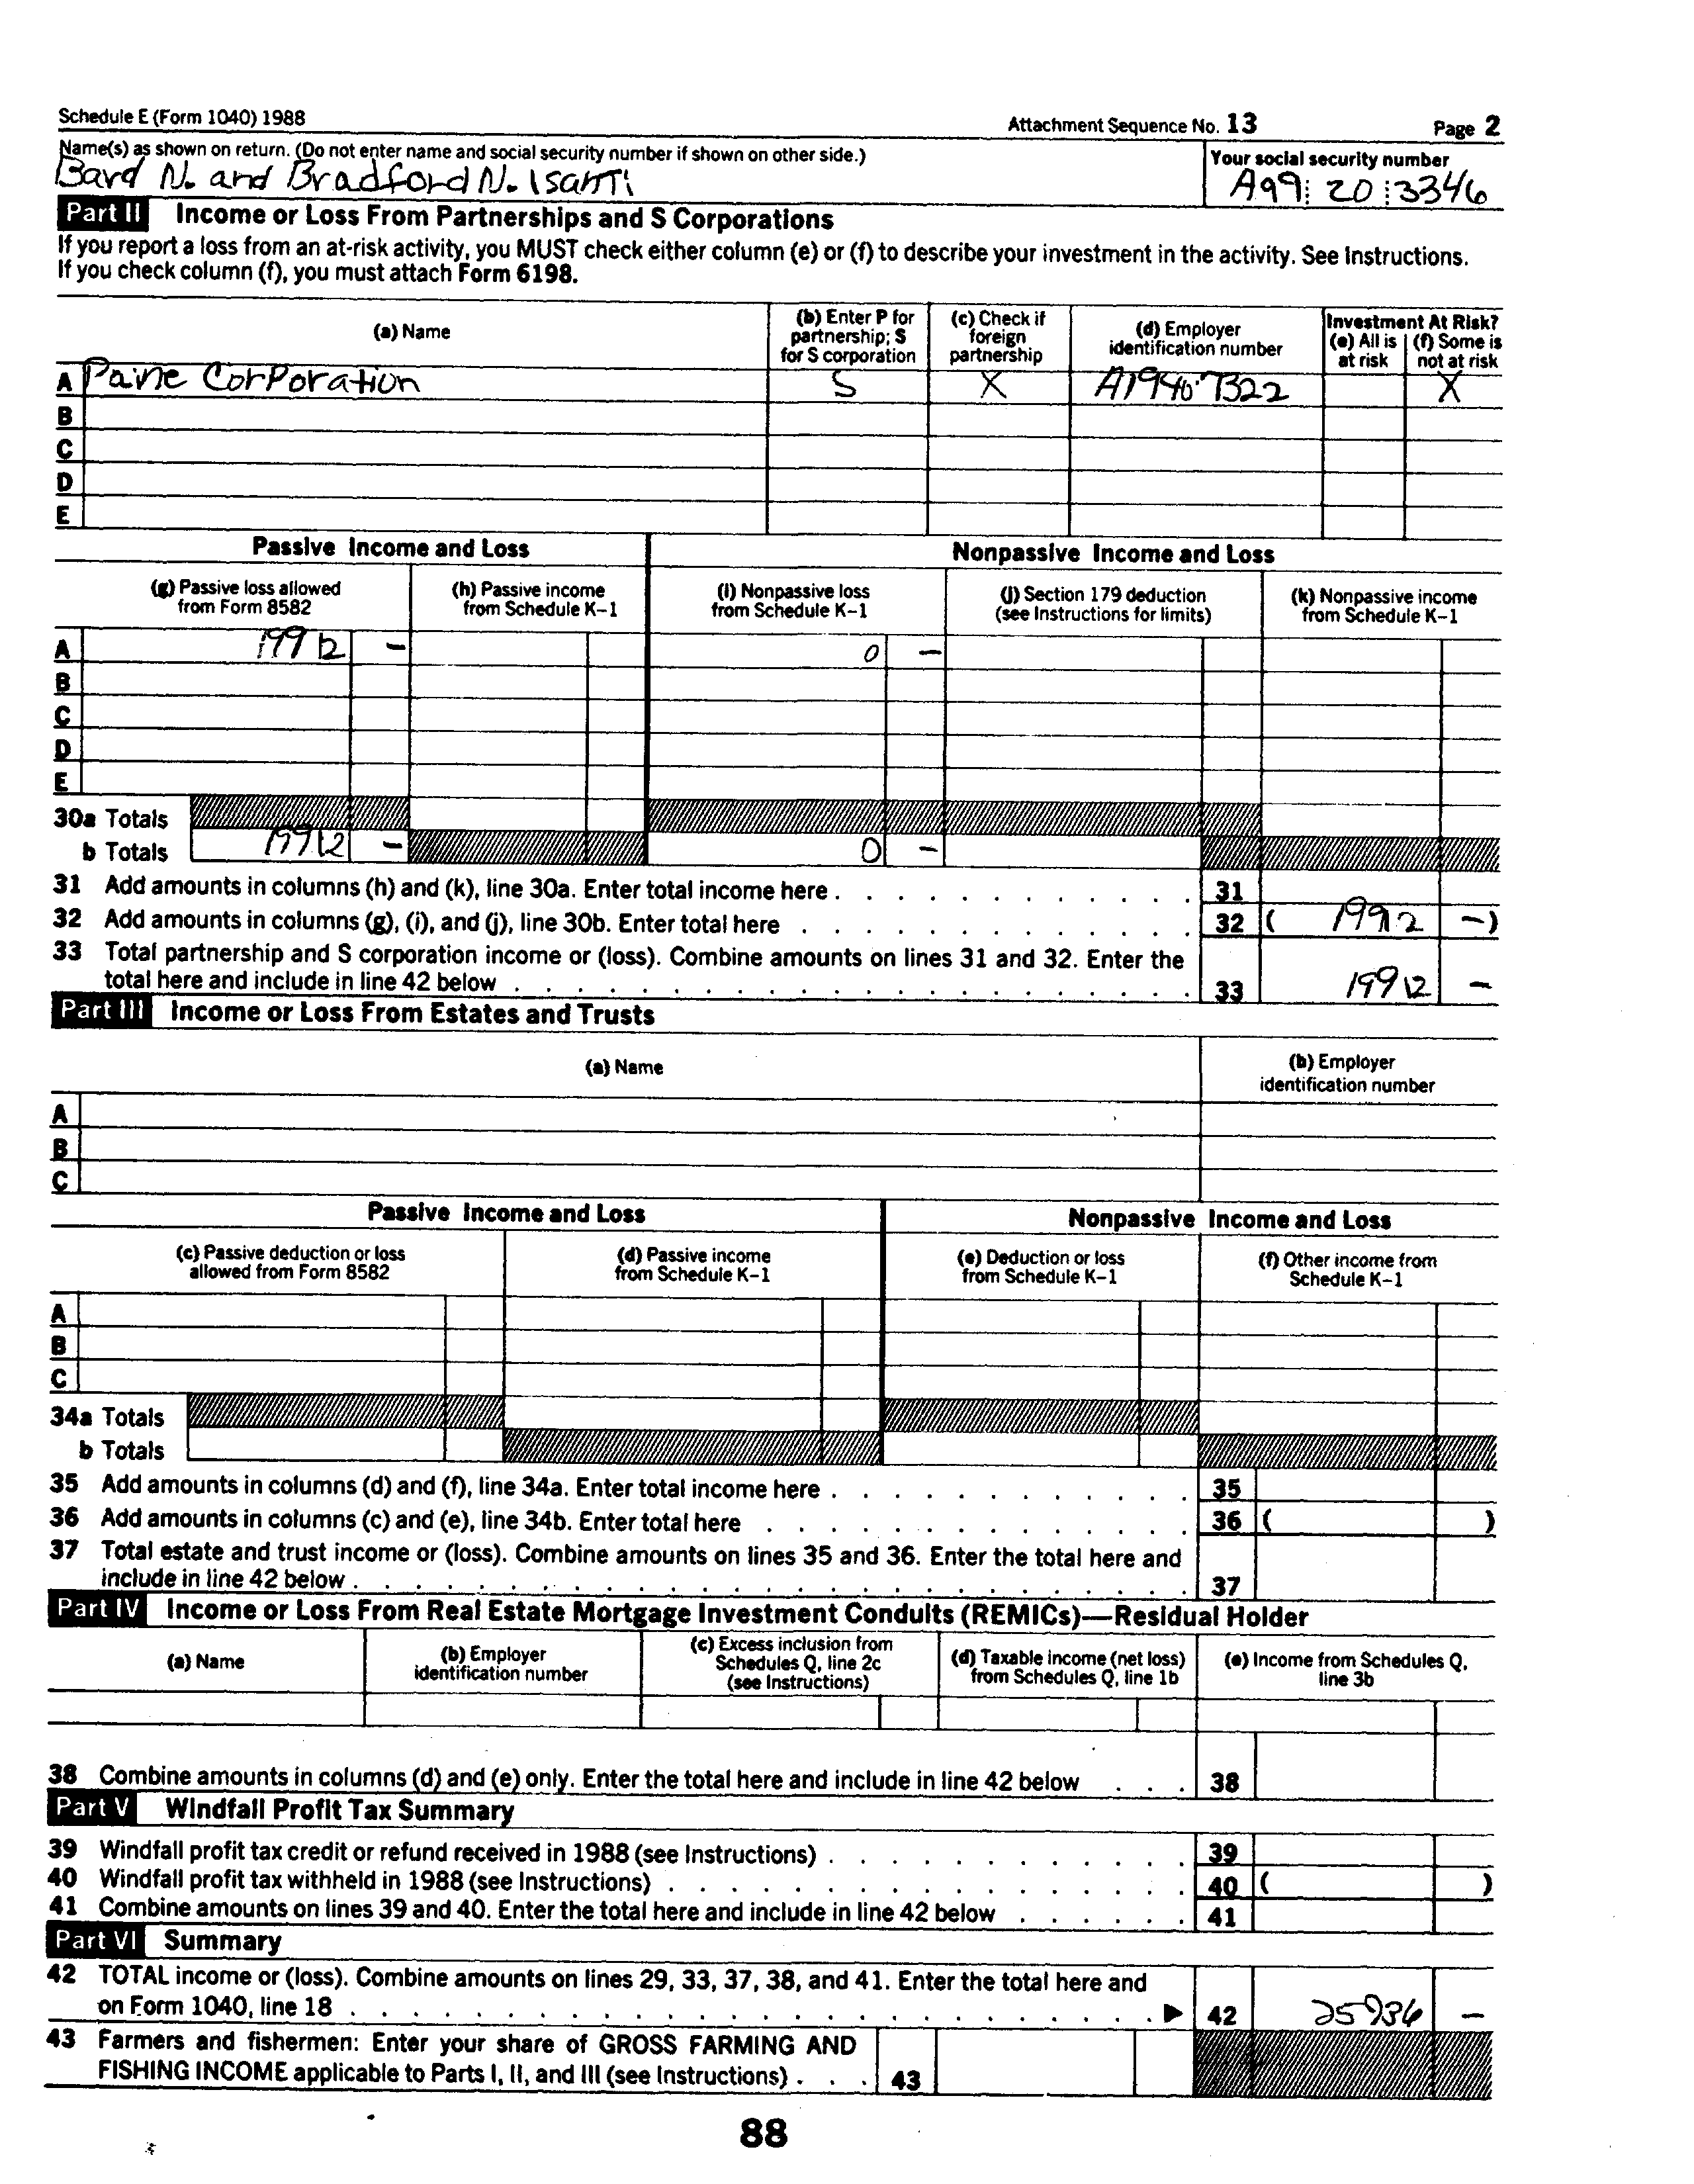 Schedule E (Form 1040) 1988 Attachment Sequence No. 13 Page 2
Name(s) as shown on return. (Do not enter name and social security number if shown on other side.) Your social security number
Bard N. and Bradford N. Isanti A99 20 3346
Part II Income or Loss From Partnerships and S Corporations
If you report a loss from an at-risk activity, you MUST check either column (e) or (f) to describe your investment in the activity. See Instructions.
If you check column (f), you must attach Form 6198.
(a) Name (b) Enter P for partnership; S for S corporation (c) Check if foreign partnership (d) Employer identification number Investment At Risk? (e) All is at risk (f) Some is not at risk
A Paine Corporation S X A19407322 X
B
C
D
E
Passive Income and Loss Nonpassive Income and Loss
(g) Passive loss allowed from Form 8582 (h) Passive income from Schedule K-1 (i) Nonpassive loss from Schedule K-1 (j) Section 179 deduction (see Instructions for limits) (k) Nonpassive income from Schedule K-1
A 19912 - 0 -
B
C
D
E
30a Totals
b Totals 19912 - 0 -
31 Add amounts in columns (h) and (k), line 30a. Enter total income here 31
32 Add amounts in columns (g), (i), and (j), line 30b. Enter total here 32 ( 19912 - )
33 Total partnership and S corporation income or (loss). Combine amounts on lines 31 and 32. Enter the
total here and include in line 42 below 33 19912 -
Part III Income or Loss From Estates and Trusts
(a) Name (b) Employer identification number
A
B
C
Passive Income and Loss Nonpassive Income and Loss
(c) Passive deduction or loss allowed from Form 8582 (d) Passive income from Schedule K-1 (e) Deduction or loss from Schedule K-1 (f) Other income from Schedule K-1
A
B
C
34a Totals
b Totals
35 Add amounts in columns (d) and (f), line 34a. Enter total income here 35
36 Add amounts in columns (c) and (e), line 34b. Enter total here 36 ( )
37 Total estate and trust income or (loss). Combine amounts on lines 35 and 36. Enter the total here and
include in line 42 below 37
Part IV Income or Loss From Real Estate Mortgage Investment Conduits (REMICs)—Residual Holder
(a) Name (b) Employer identification number (c) Excess inclusion from Schedules Q, line 2c (see Instructions) (d) Taxable income (net loss) from Schedules Q, line 1b (e) Income from Schedules Q, line 3b
38 Combine amounts in columns (d) and (e) only. Enter the total here and include in line 42 below 38
Part V Windfall Profit Tax Summary
39 Windfall profit tax credit or refund received in 1988 (see Instructions) 39
40 Windfall profit tax withheld in 1988 (see Instructions) 40 ( )
41 Combine amounts on lines 39 and 40. Enter the total here and include in line 42 below 41
Part VI Summary
42 TOTAL income or (loss). Combine amounts on lines 29, 33, 37, 38, and 41. Enter the total here and
on Form 1040, line 18 42 25936 -
43 Farmers and fishermen: Enter your share of GROSS FARMING AND
FISHING INCOME applicable to Parts I, II, and III (see Instructions) 43
88